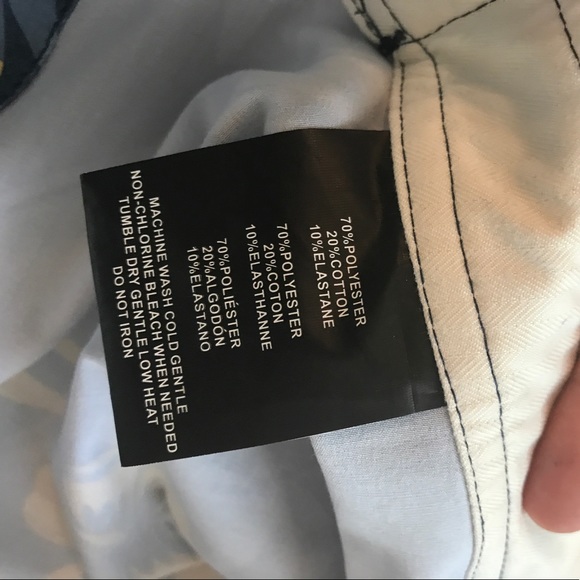 70%POLYESTER
20%COTTON
10%ELASTANE
70%POLYESTER
20%COTON
10%ELASTHANNE
70%POLIÉSTER
20%ALGODÓN
10%ELASTANO
MACHINE WASH COLD GENTLE
NON-CHLORINE BLEACH WHEN NEEDED
TUMBLE DRY GENTLE LOW HEAT
DO NOT IRON